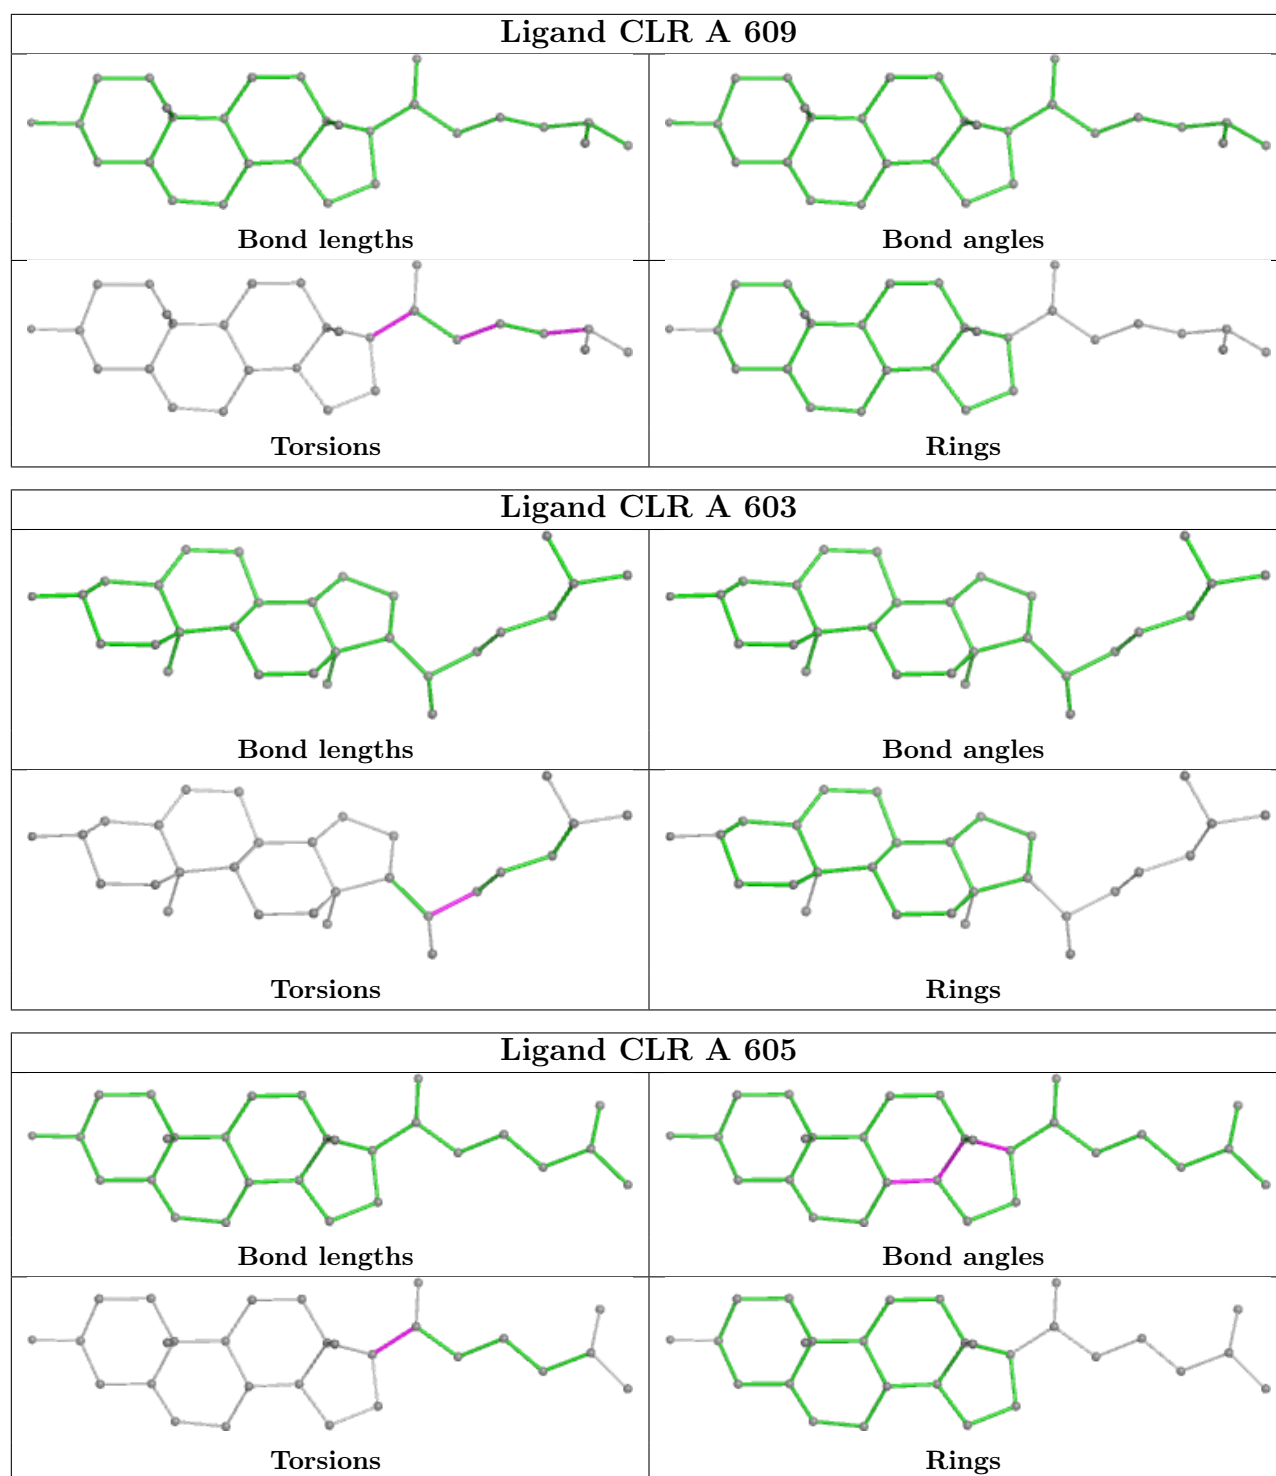 Ligand CLR A 609
Bond lengths
Bond angles
Torsions
Rings
Ligand CLR A 603
Bond lengths
Bond angles
Torsions
Rings
Ligand CLR A 605
Bond lengths
Bond angles
Torsions
Rings